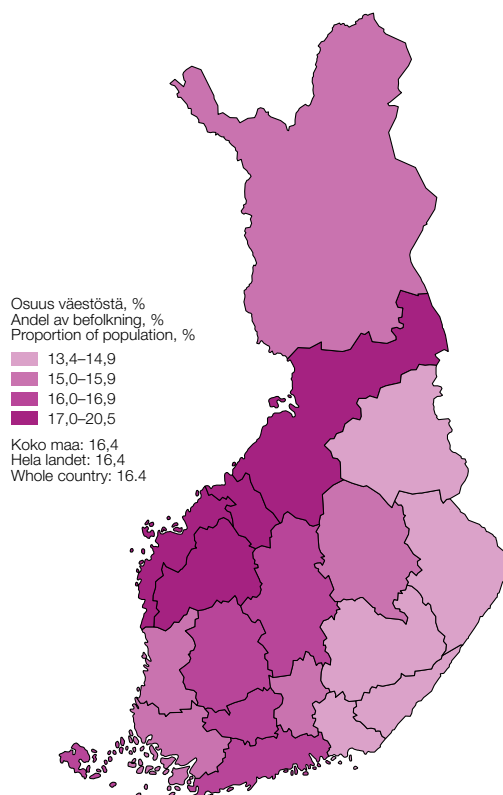 Osuus väestöstä, %
Andel av befolkning, %
Proportion of population, %
13,4–14,9
15,0–15,9
16,0–16,9
17,0–20,5
Koko maa: 16,4
Hela landet: 16,4
Whole country: 16.4